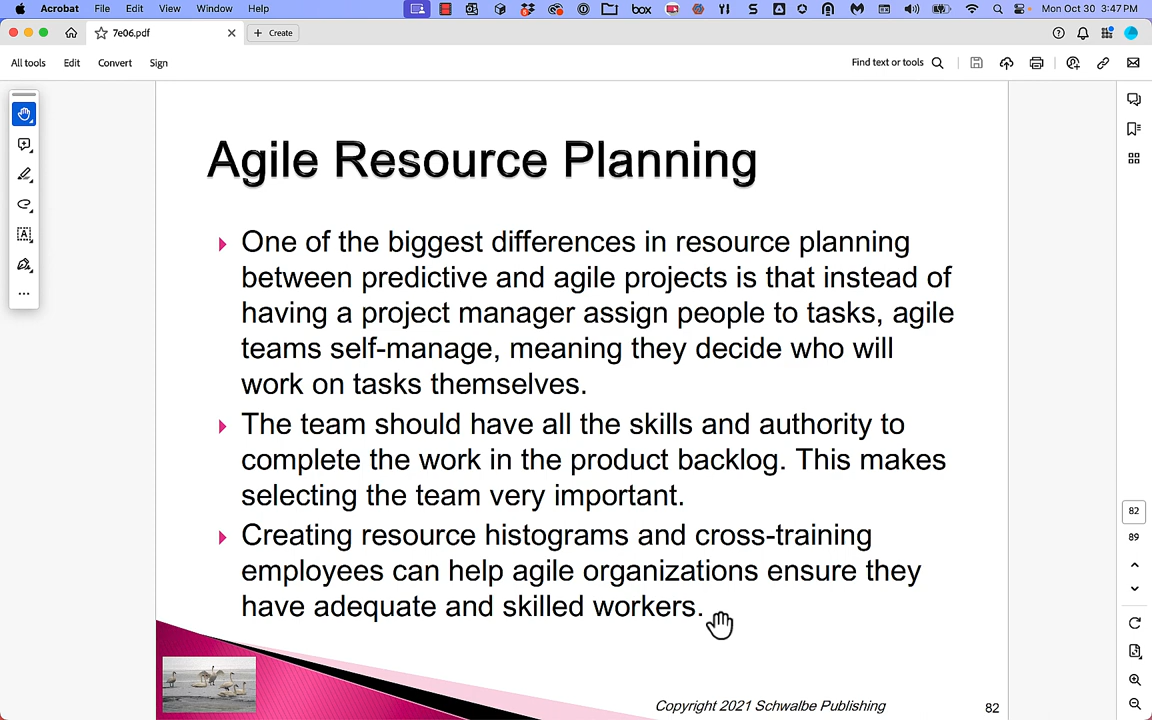 Acrobat File Edit View Window Help
box
Mon Oct 30 3:47PM
7e06.pdf
+ Create
All tools Edit Convert Sign
Find text or tools
Agile Resource Planning
One of the biggest differences in resource planning
between predictive and agile projects is that instead of
having a project manager assign people to tasks, agile
teams self-manage, meaning they decide who will
work on tasks themselves.
The team should have all the skills and authority to
complete the work in the product backlog. This makes
selecting the team very important.
Creating resource histograms and cross-training
employees can help agile organizations ensure they
have adequate and skilled workers.
82
89
Copyright 2021 Schwalbe Publishing
82